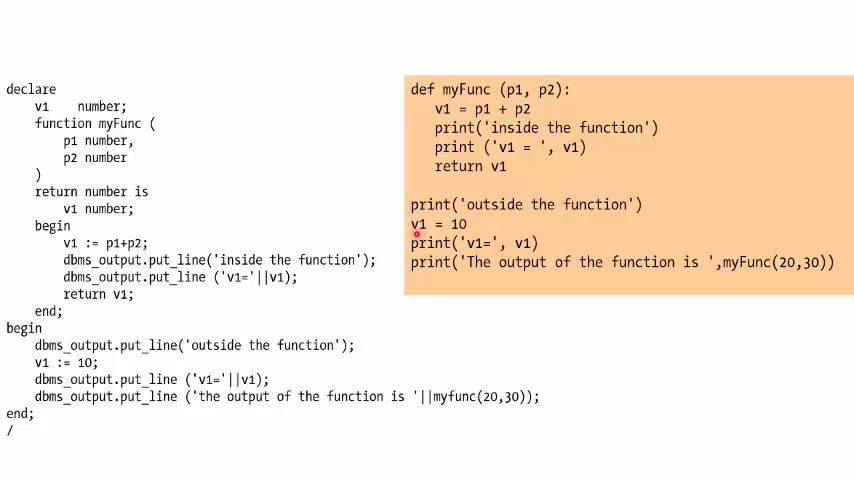 declare
v1 number;
function myFunc (
p1 number,
p2 number
)
return number is
v1 number;
begin
v1 := p1+p2;
dbms_output.put_line('inside the function');
dbms_output.put_line ('v1='||v1);
return v1;
end;
begin
dbms_output.put_line('outside the function');
v1 := 10;
dbms_output.put_line ('v1='||v1);
dbms_output.put_line ('the output of the function is '||myfunc(20,30));
end;
/
def myFunc (p1, p2):
v1 = p1 + p2
print('inside the function')
print ('v1 = ', v1)
return v1
print('outside the function')
v1 = 10
print('v1=', v1)
print('The output of the function is ',myFunc(20,30))